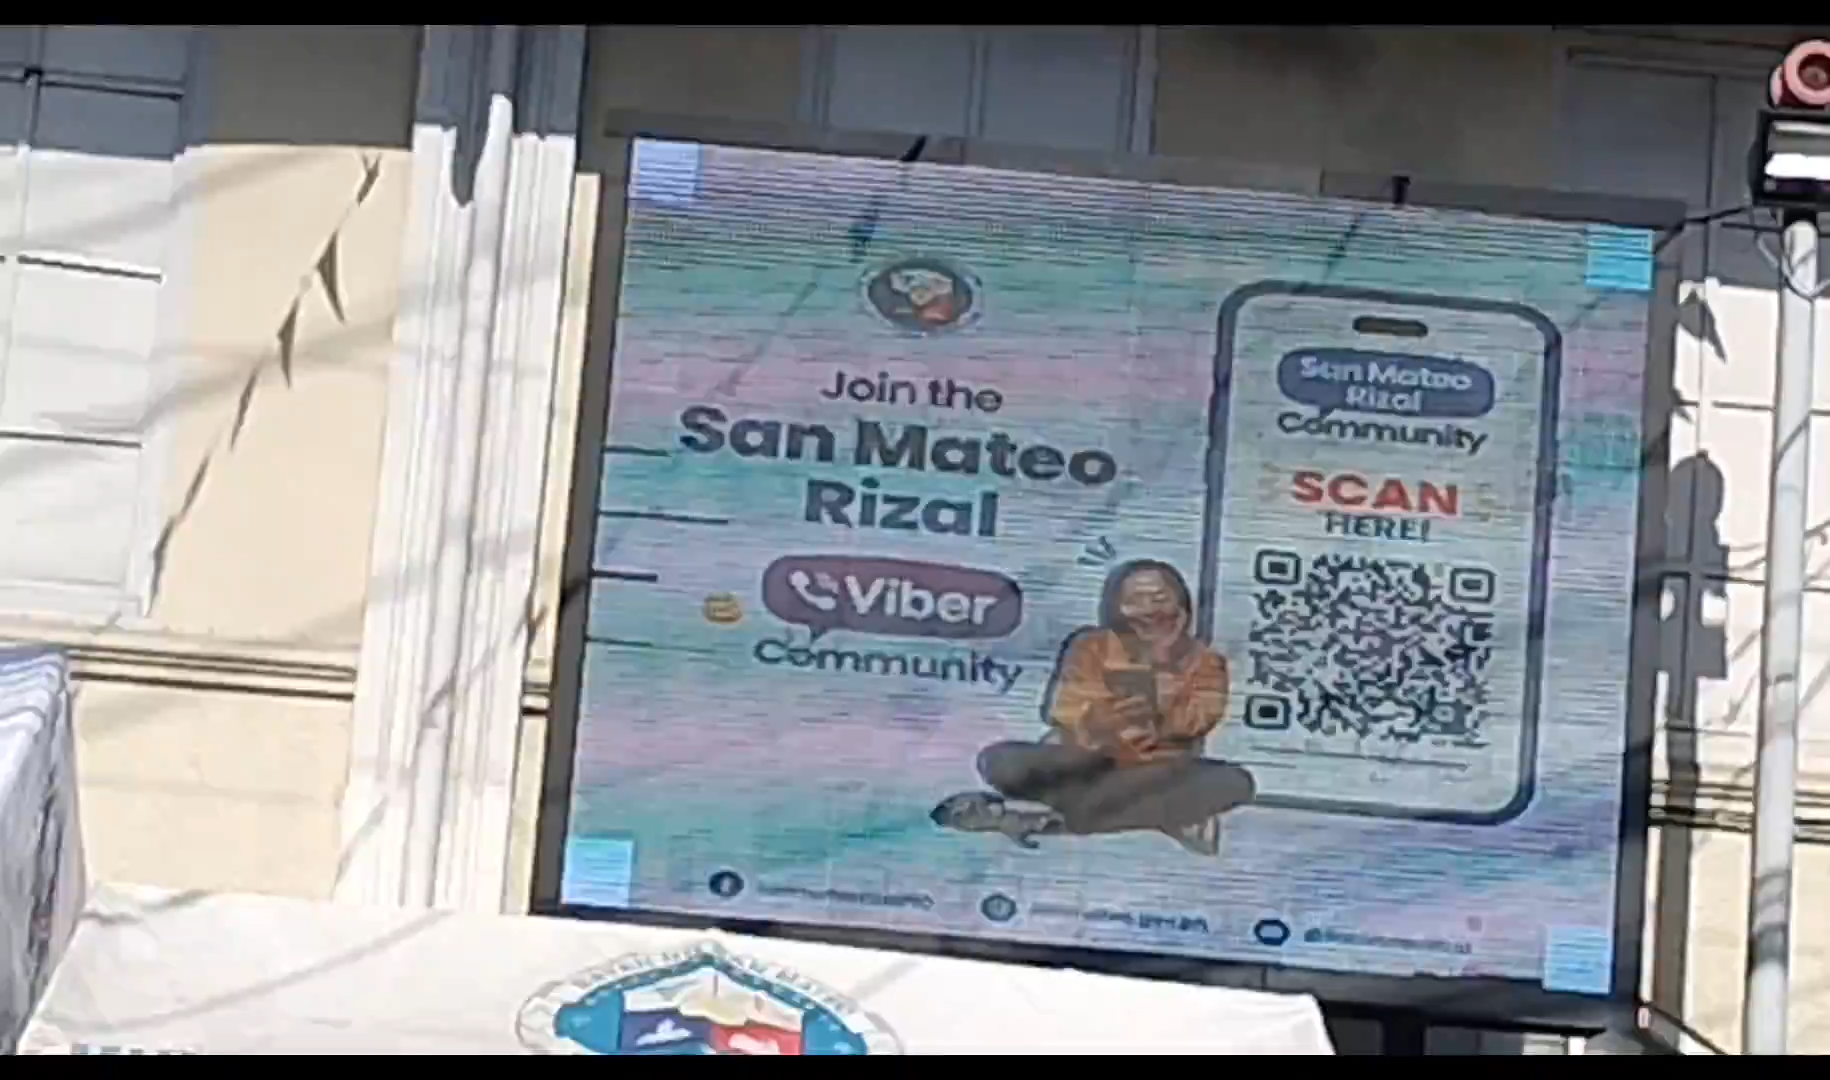 Join the
San Mateo
Rizal
Viber
Community
San Mateo
Rizal
Community
SCAN
HERE!